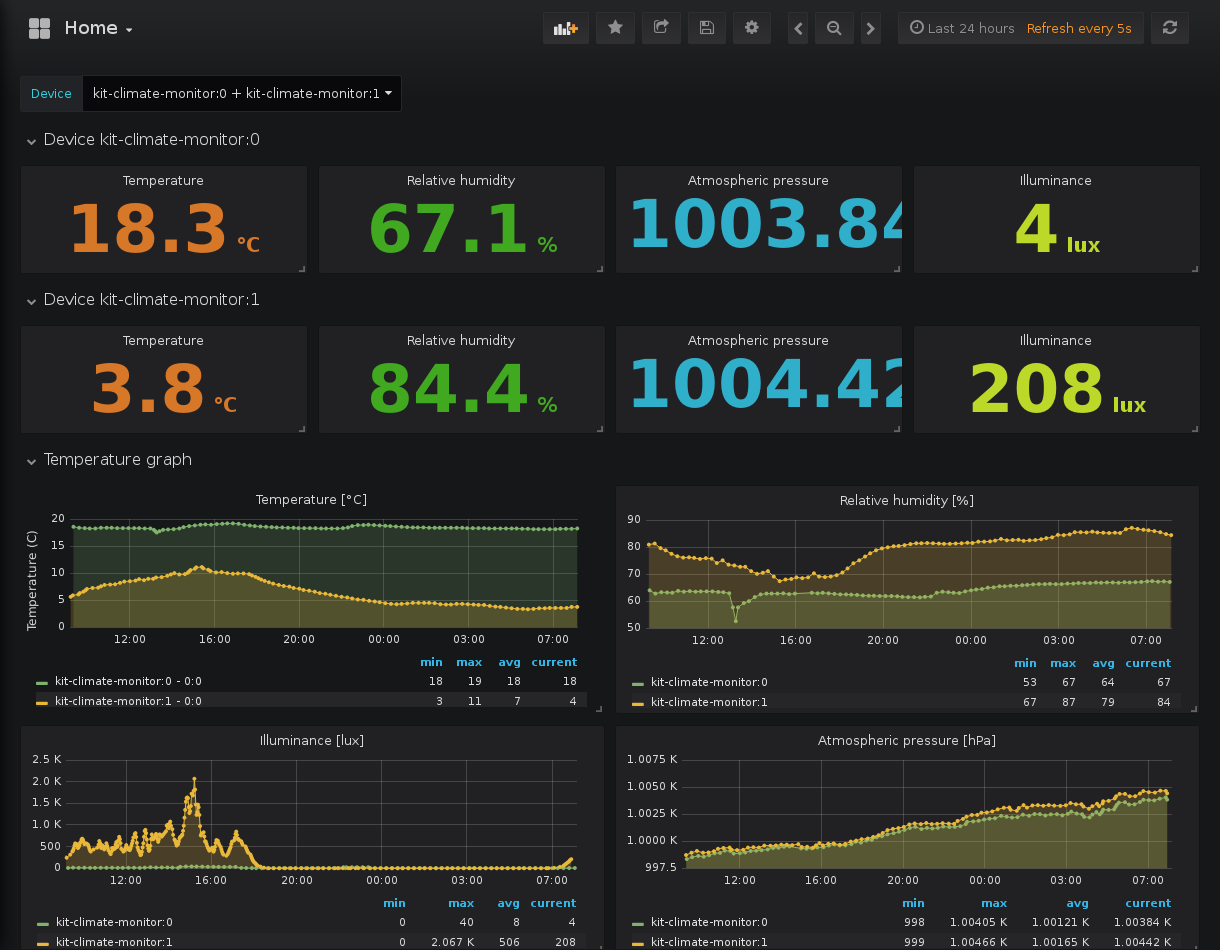 Home
Last 24 hours Refresh every 5s
Device kit-climate-monitor:0 + kit-climate-monitor:1
Device kit-climate-monitor:0
Temperature Relative humidity Atmospheric pressure Illuminance
18.3 °C 67.1 % 1003.84 4 lux
Device kit-climate-monitor:1
Temperature Relative humidity Atmospheric pressure Illuminance
3.8 °C 84.4 % 1004.42 208 lux
Temperature graph
Temperature [°C]
Temperature (C)
20
15
10
5
0
12:00 16:00 20:00 00:00 03:00 07:00
min max avg current
kit-climate-monitor:0 - 0:0 18 19 18 18
kit-climate-monitor:1 - 0:0 3 11 7 4
Relative humidity [%]
90
80
70
60
50
12:00 16:00 20:00 00:00 03:00 07:00
min max avg current
kit-climate-monitor:0 53 67 64 67
kit-climate-monitor:1 67 87 79 84
Illuminance [lux]
2.5 K
2.0 K
1.5 K
1.0 K
500
0
12:00 16:00 20:00 00:00 03:00 07:00
min max avg current
kit-climate-monitor:0 0 40 8 4
kit-climate-monitor:1 0 2.067 K 506 208
Atmospheric pressure [hPa]
1.0075 K
1.0050 K
1.0025 K
1.0000 K
997.5
12:00 16:00 20:00 00:00 03:00 07:00
min max avg current
kit-climate-monitor:0 998 1.00405 K 1.00121 K 1.00384 K
kit-climate-monitor:1 999 1.00466 K 1.00165 K 1.00442 K